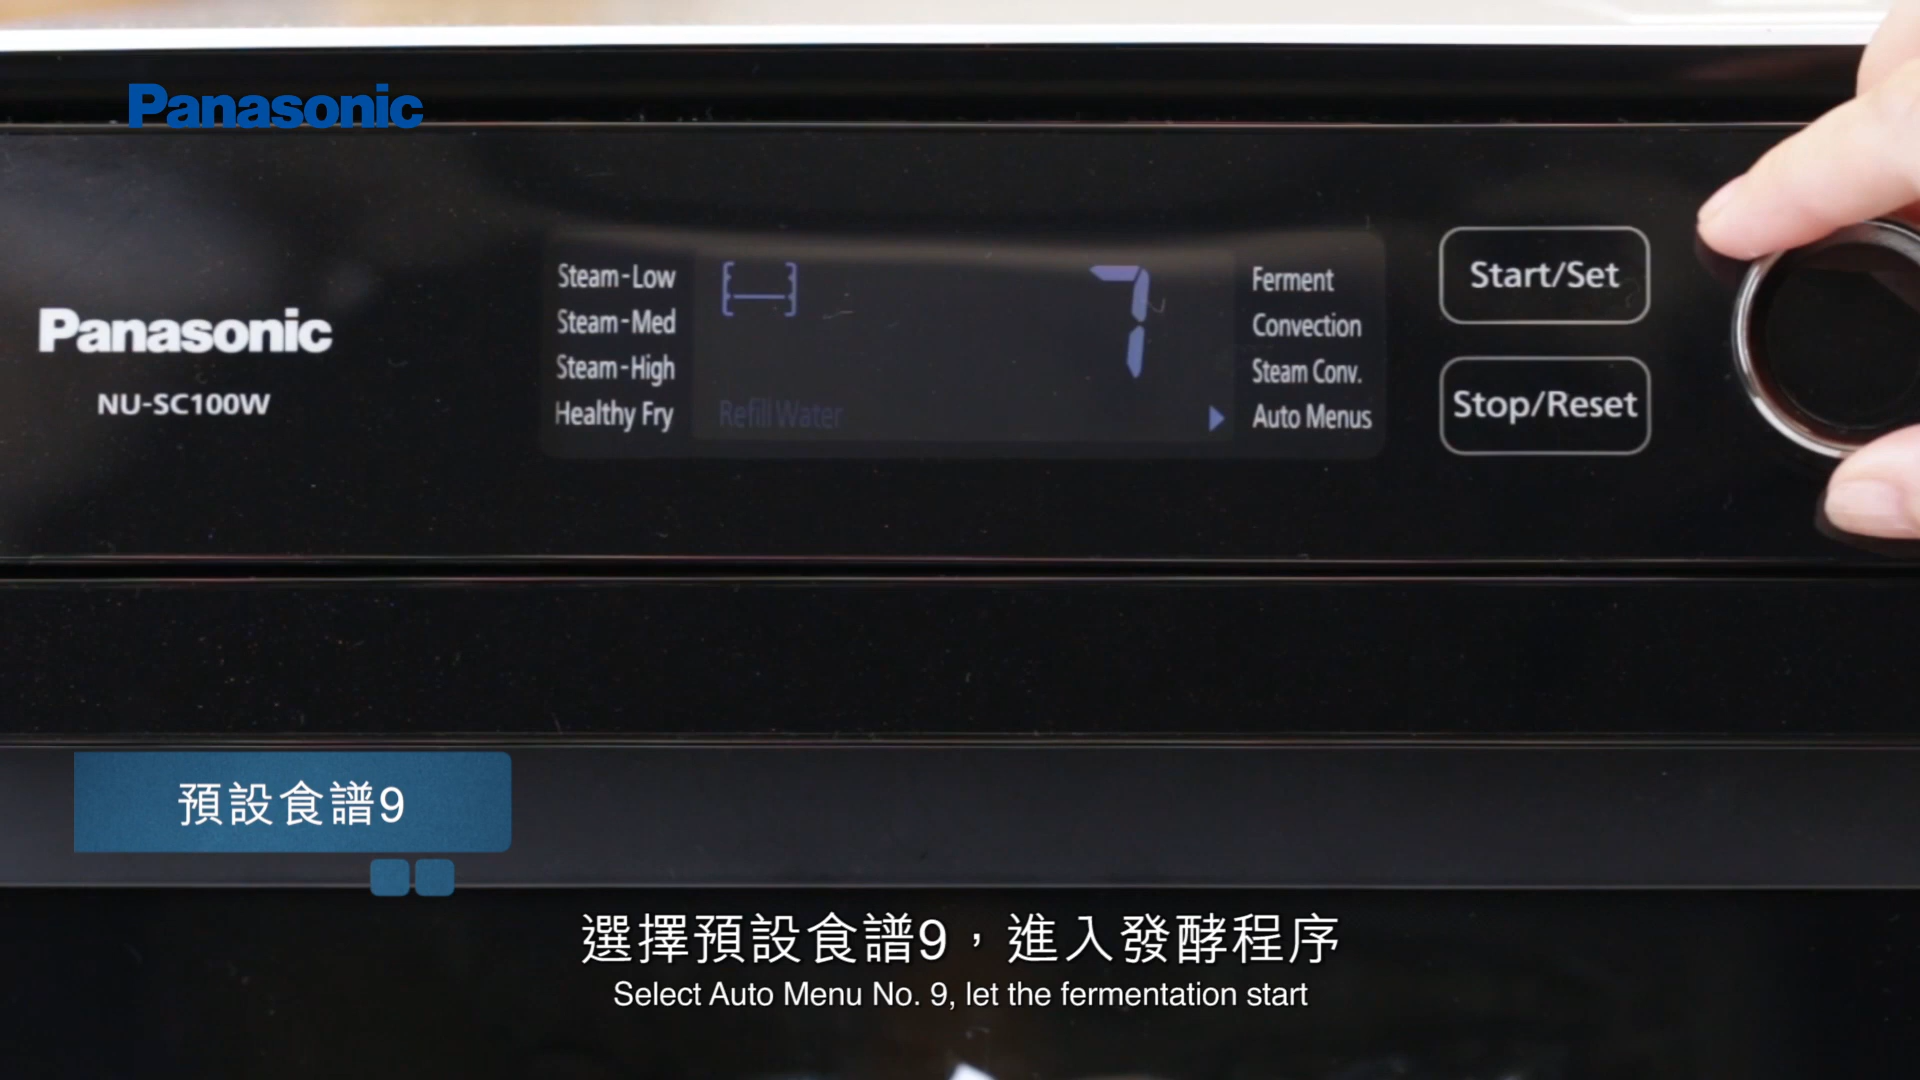 Panasonic
Panasonic
NU-SC100W
Steam-Low
Steam-Med
Steam-High
Healthy Fry
7
Refill Water
Ferment
Convection
Steam Conv.
Auto Menus
Start/Set
Stop/Reset
預設食譜9
選擇預設食譜9，進入發酵程序
Select Auto Menu No. 9, let the fermentation start